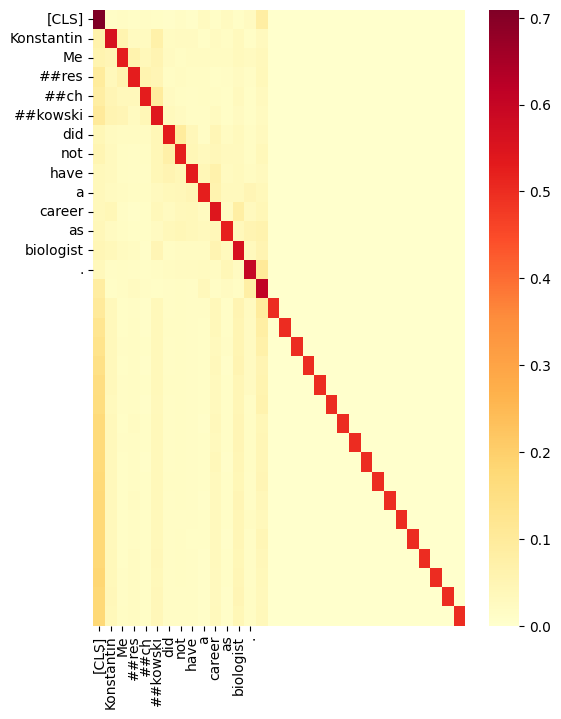 [CLS]
Konstantin
Me
##res
##ch
##kowski
did
not
have
a
career
as
biologist
.
[CLS]
Konstantin
Me
##res
##ch
##kowski
did
not
have
a
career
as
biologist
.
0.7
0.6
0.5
0.4
0.3
0.2
0.1
0.0